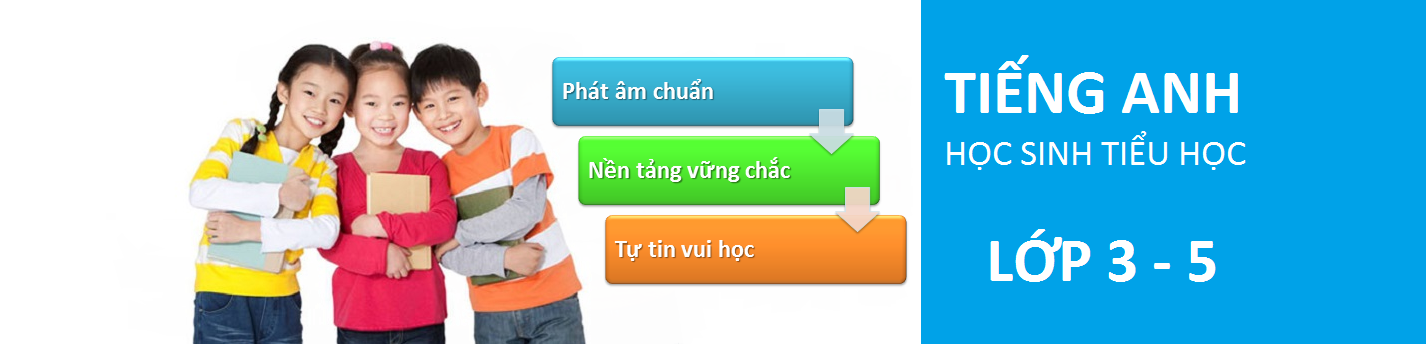 Phát âm chuẩn
Nền tảng vững chắc
Tự tin vui học
TIẾNG ANH
HỌC SINH TIỂU HỌC
LỚP 3 - 5